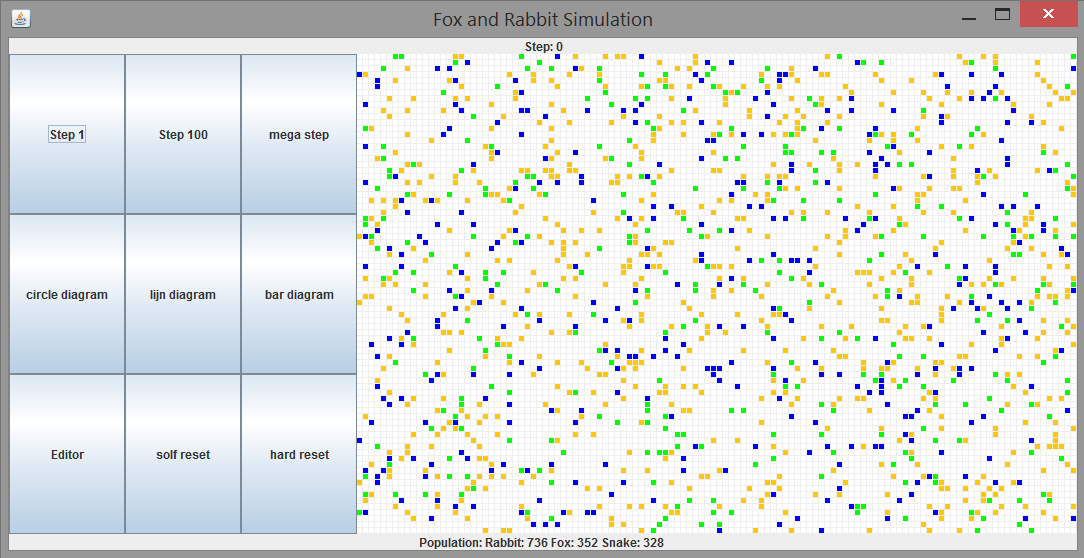 Fox and Rabbit Simulation
Step: 0
Step 1
Step 100
mega step
circle diagram
lijn diagram
bar diagram
Editor
solf reset
hard reset
Population: Rabbit: 736 Fox: 352 Snake: 328